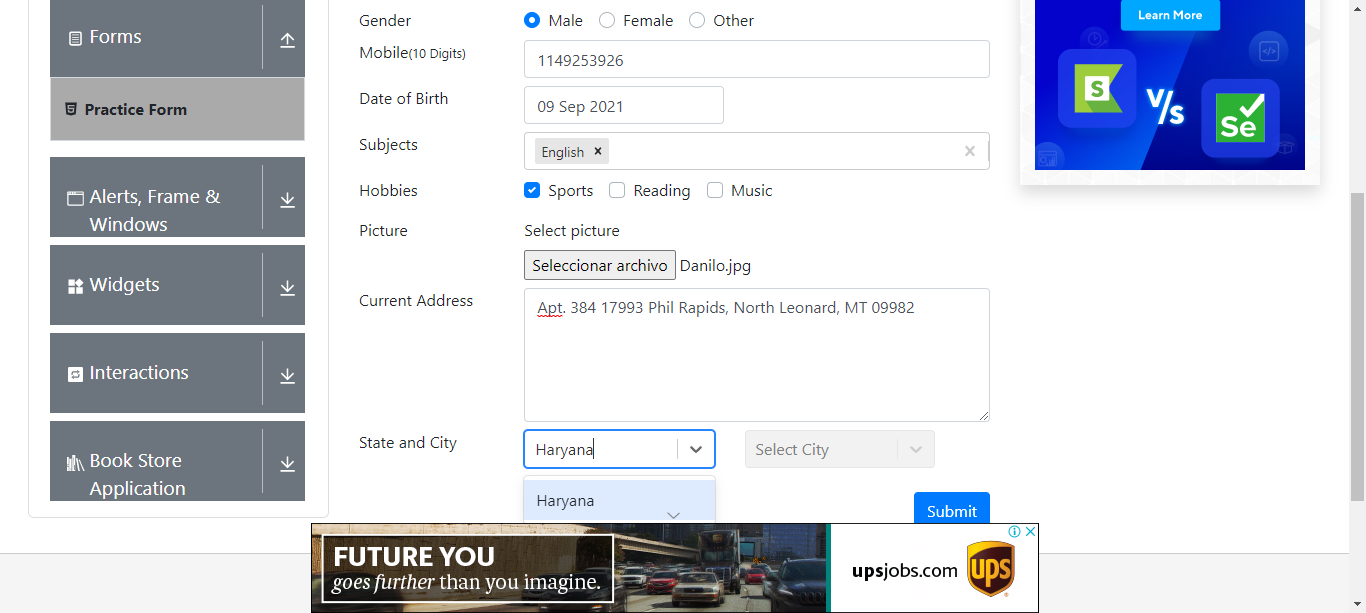 Forms
Practice Form
Alerts, Frame &
Windows
Widgets
Interactions
Book Store
Application
Gender
Male Female Other
Mobile(10 Digits)
1149253926
Date of Birth
09 Sep 2021
Subjects
English ×
Hobbies
Sports Reading Music
Picture
Select picture
Seleccionar archivo Danilo.jpg
Current Address
Apt. 384 17993 Phil Rapids, North Leonard, MT 09982
State and City
Haryana
Select City
Haryana
Submit
Learn More
S
V/s
Se
FUTURE YOU
goes further than you imagine.
upsjobs.com
ups